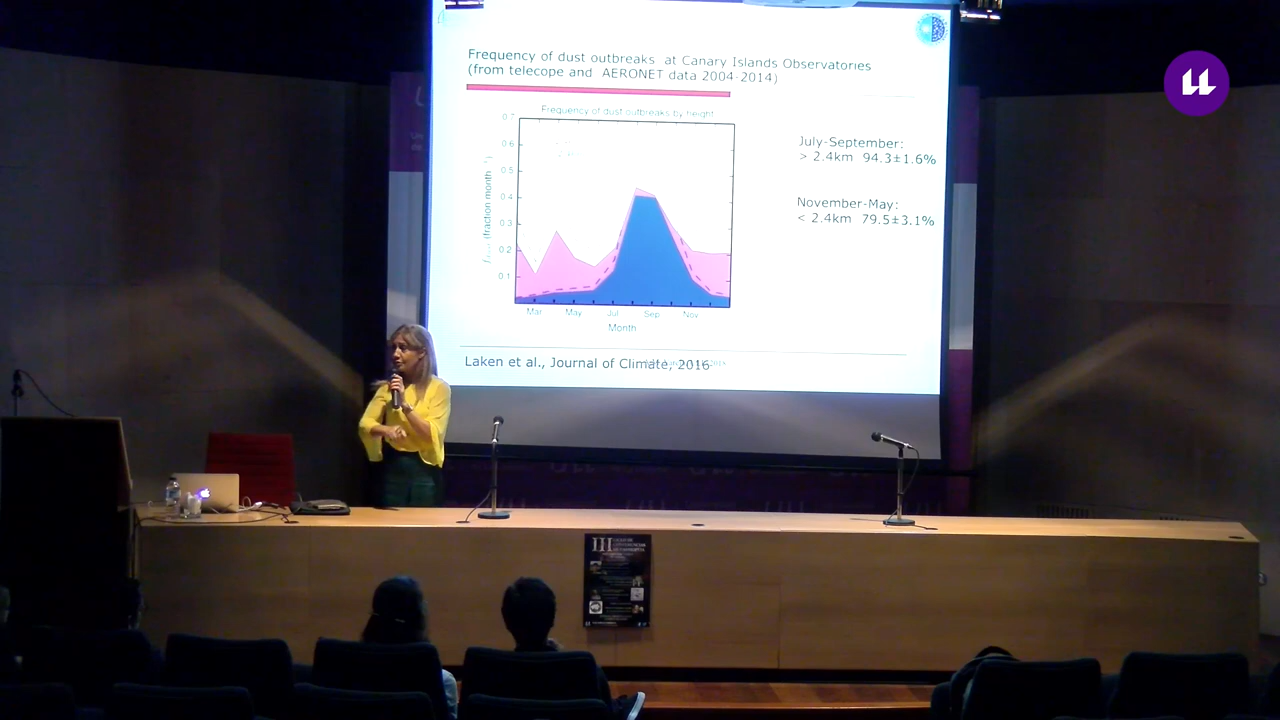 Frequency of dust outbreaks at Canary Islands Observatories
(from telecope and AERONET data 2004-2014)
Frequency of dust outbreaks by height
0.7
0.6
0.5
0.4
0.3
0.2
0.1
(fraction month
Mar May Jul Sep Nov
Month
July-September:
> 2.4km 94.3±1.6%
November-May:
< 2.4km 79.5±3.1%
Laken et al., Journal of Climate, 2016
III